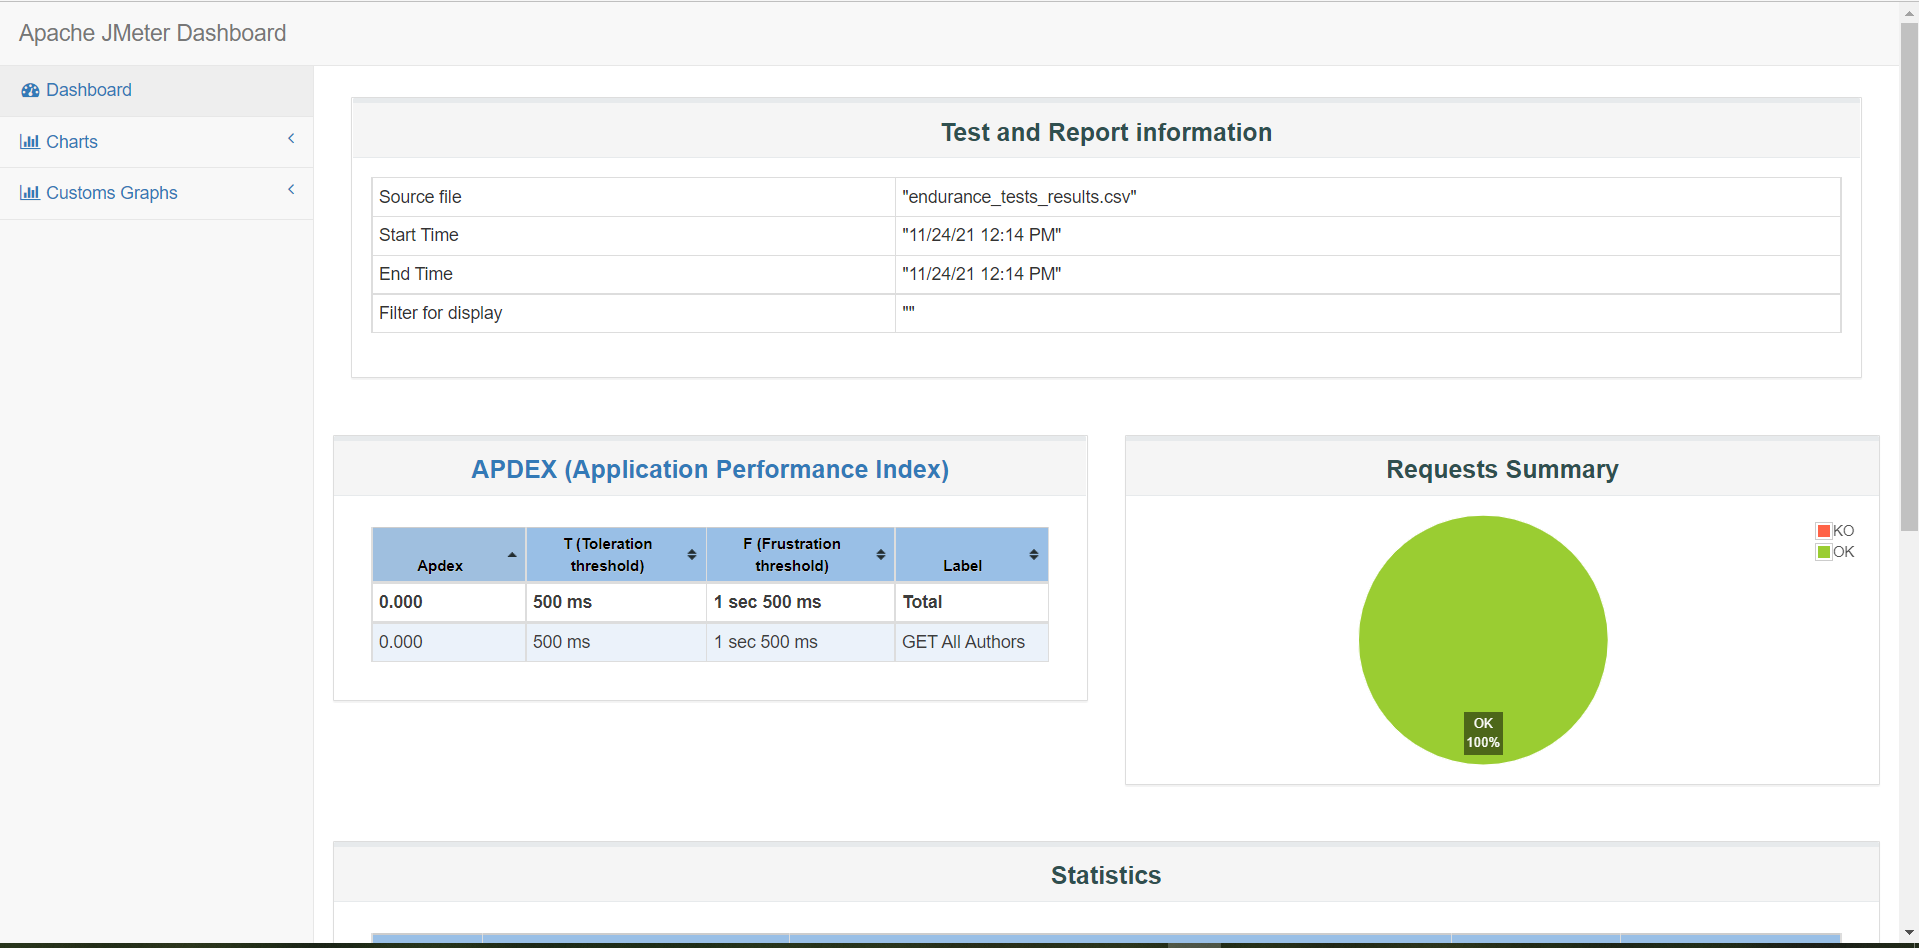 Apache JMeter Dashboard
Dashboard
Charts
Customs Graphs
Test and Report information
Source file "endurance_tests_results.csv"
Start Time "11/24/21 12:14 PM"
End Time "11/24/21 12:14 PM"
Filter for display ""
APDEX (Application Performance Index)
Apdex T (Toleration threshold) F (Frustration threshold) Label
0.000 500 ms 1 sec 500 ms Total
0.000 500 ms 1 sec 500 ms GET All Authors
Requests Summary
KO
OK
OK
100%
Statistics